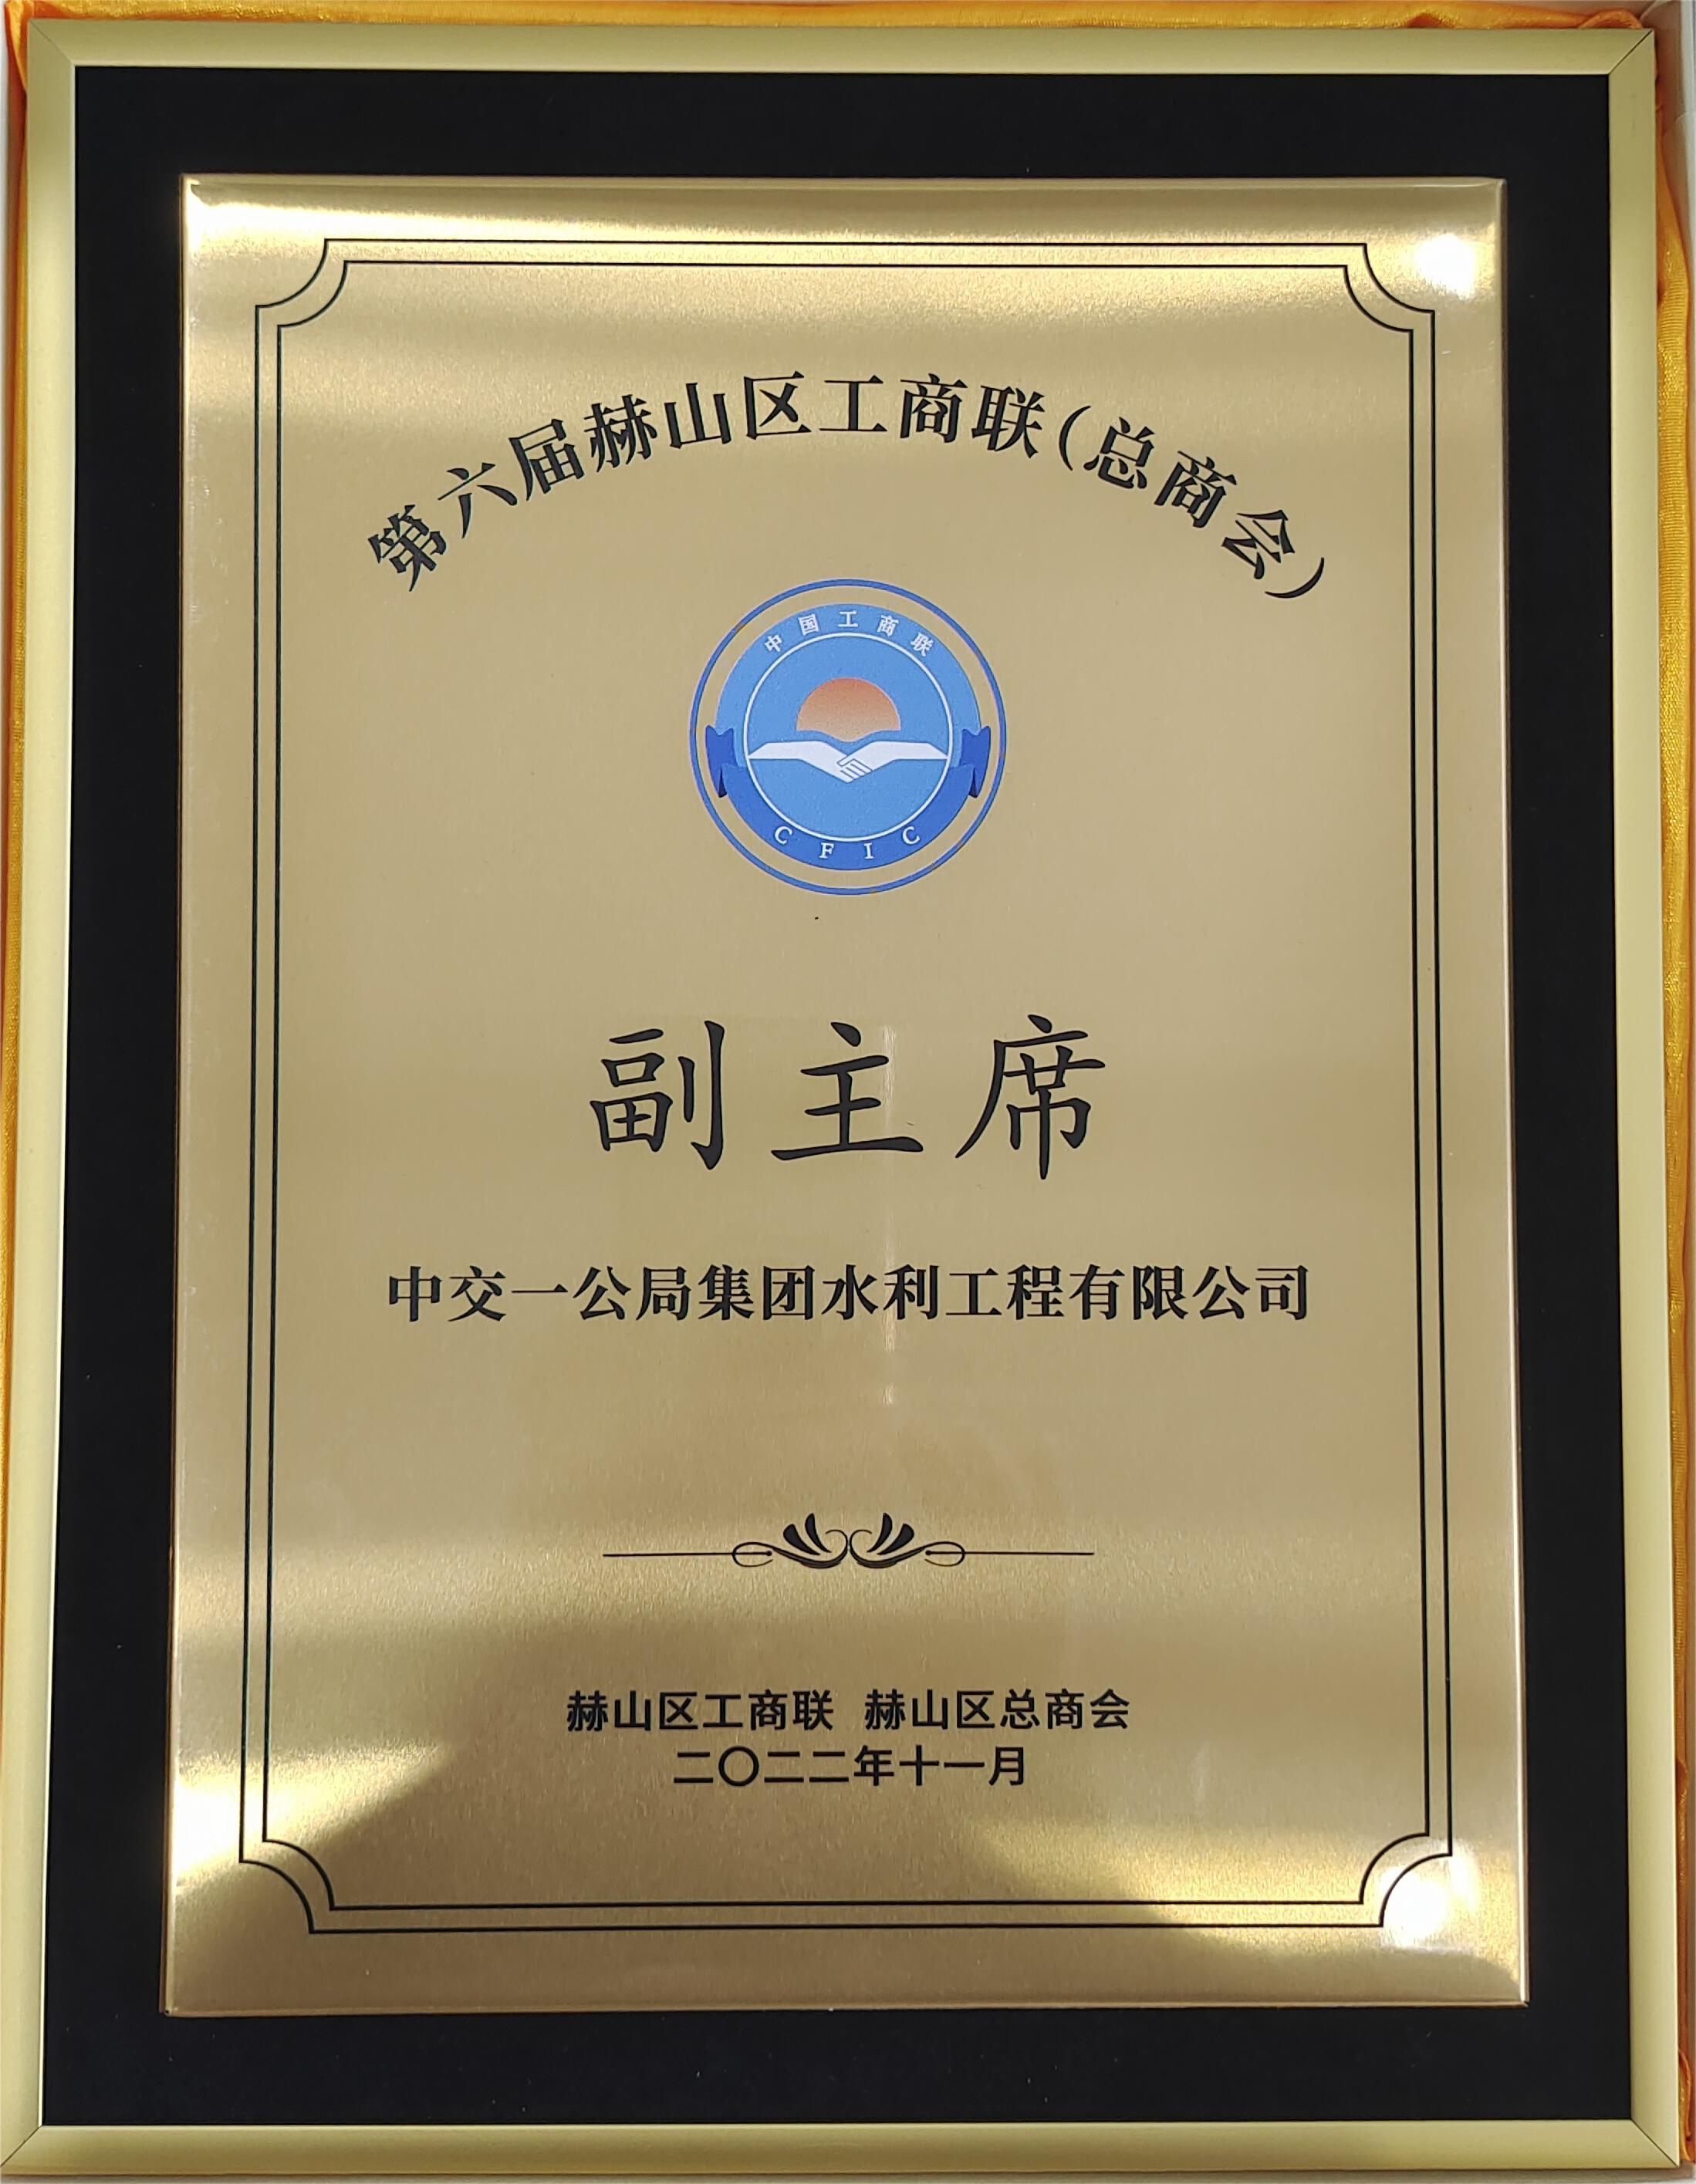 第六届赫山区工商联(总商会)
中国工商联
CFIC
副主席
中交一公局集团水利工程有限公司
赫山区工商联 赫山区总商会
二〇二二年十一月